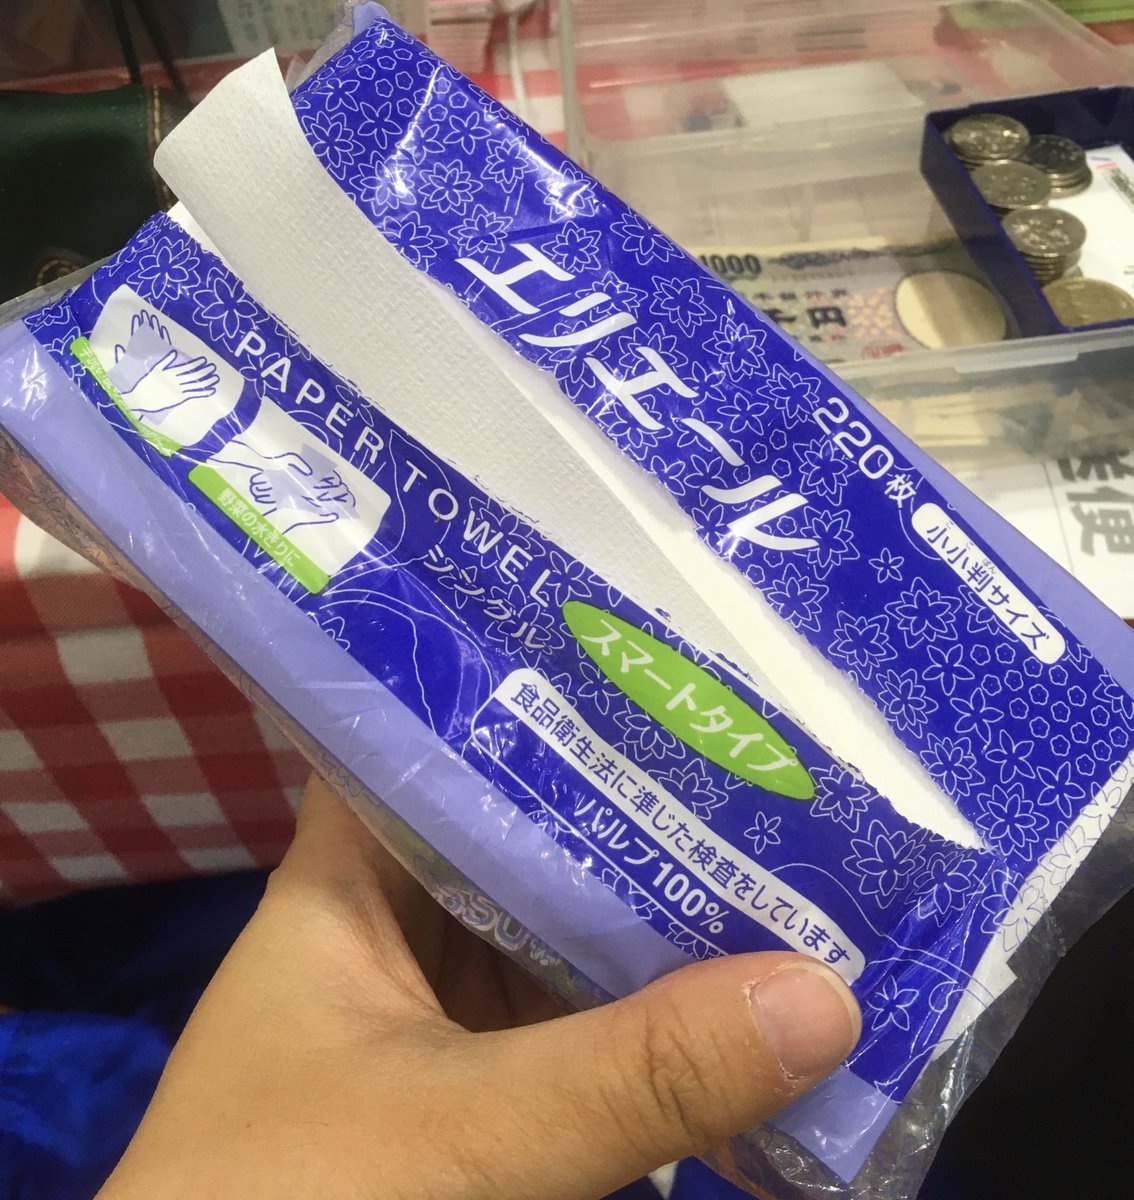 エリエール
220枚
小小判サイズ
PAPER TOWEL
シングル
スマートタイプ
野菜の水きりに
食品衛生法に準じた検査をしています
パルプ100%
1000